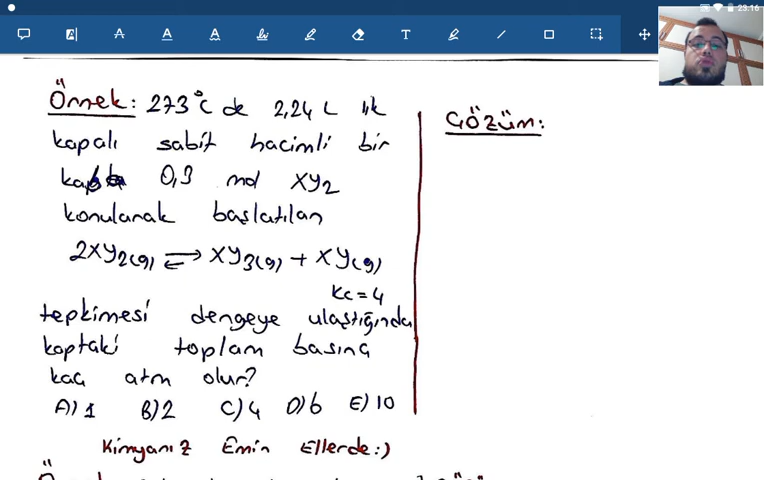 23:16
T
Örnek: 273°C de 2,24 L lik
kapalı sabit hacimli bir
0,3 mol XY2
konularak başlatılan
2XY2(g) ⇌ XY3(g) + XY(g)
Kc = 4
tepkimesi dengeye ulaştığında
kaptaki toplam basınç
kaç atm olur?
A) 1 B) 2 C) 4 D) 6 E) 10
Kimyanız Emin Ellerde:)
Çözüm: